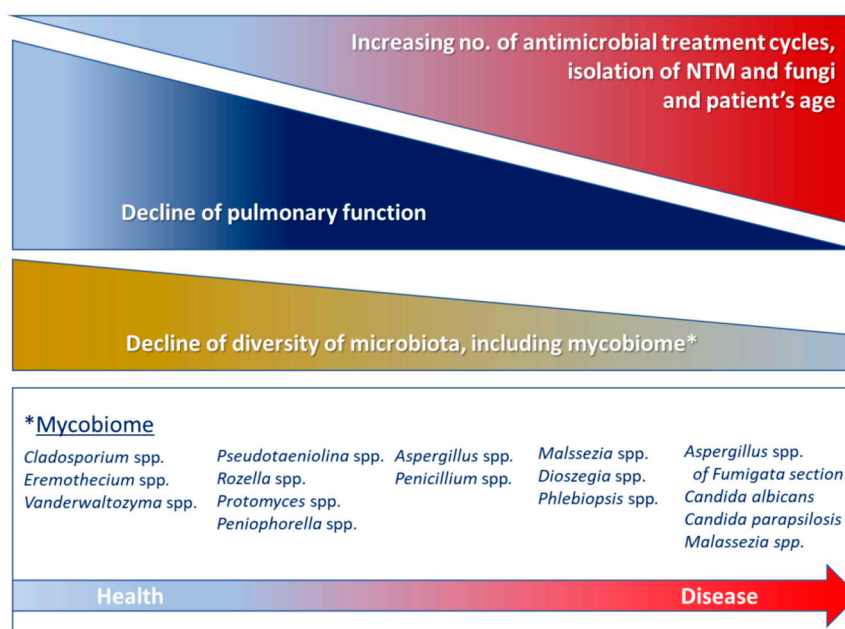 Increasing no. of antimicrobial treatment cycles,
isolation of NTM and fungi
and patient's age
Decline of pulmonary function
Decline of diversity of microbiota, including mycobiome*
*Mycobiome
Cladosporium spp.
Eremothecium spp.
Vanderwaltozyma spp.
Pseudotaeniolina spp.
Rozella spp.
Protomyces spp.
Peniophorella spp.
Aspergillus spp.
Penicillium spp.
Malssezia spp.
Dioszegia spp.
Phlebiopsis spp.
Aspergillus spp.
of Fumigata section
Candida albicans
Candida parapsilosis
Malassezia spp.
Health
Disease